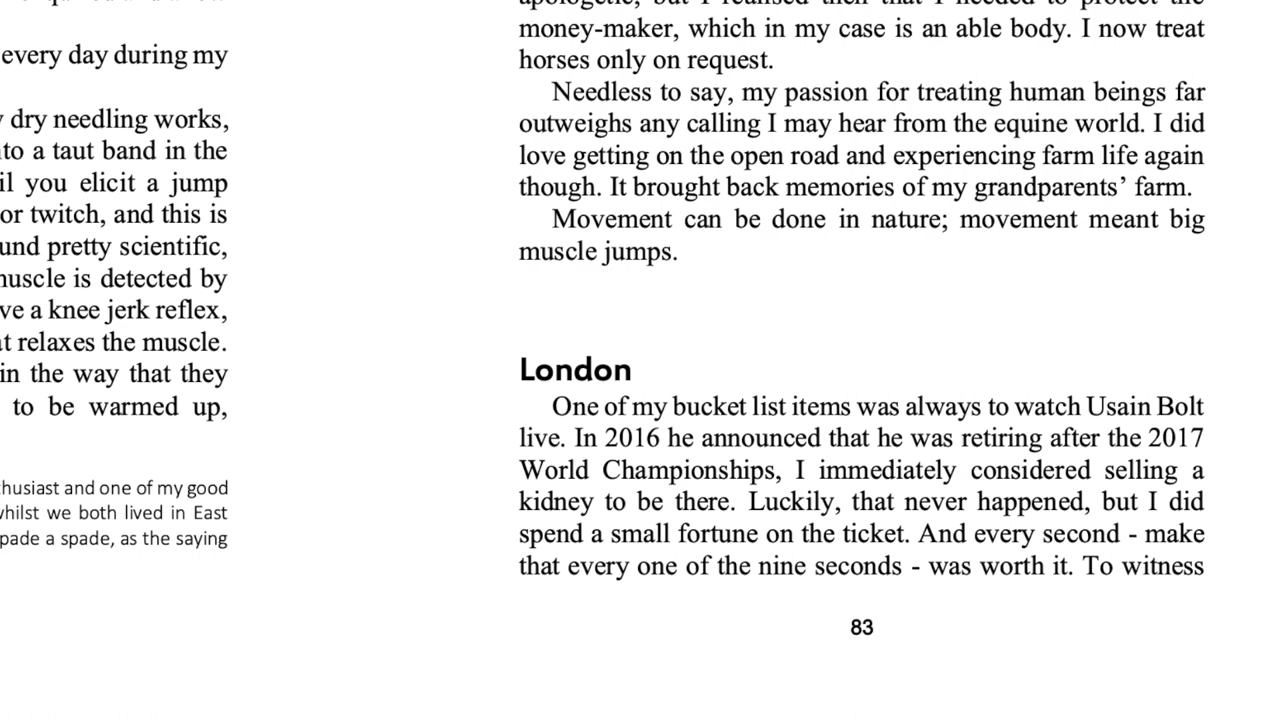 every day during my
dry needling works,
to a taut band in the
il you elicit a jump
or twitch, and this is
und pretty scientific,
muscle is detected by
ve a knee jerk reflex,
at relaxes the muscle.
in the way that they
to be warmed up,
thusiast and one of my good
whilst we both lived in East
pade a spade, as the saying
money-maker, which in my case is an able body. I now treat
horses only on request.
Needless to say, my passion for treating human beings far
outweighs any calling I may hear from the equine world. I did
love getting on the open road and experiencing farm life again
though. It brought back memories of my grandparents’ farm.
Movement can be done in nature; movement meant big
muscle jumps.
London
One of my bucket list items was always to watch Usain Bolt
live. In 2016 he announced that he was retiring after the 2017
World Championships, I immediately considered selling a
kidney to be there. Luckily, that never happened, but I did
spend a small fortune on the ticket. And every second - make
that every one of the nine seconds - was worth it. To witness
83